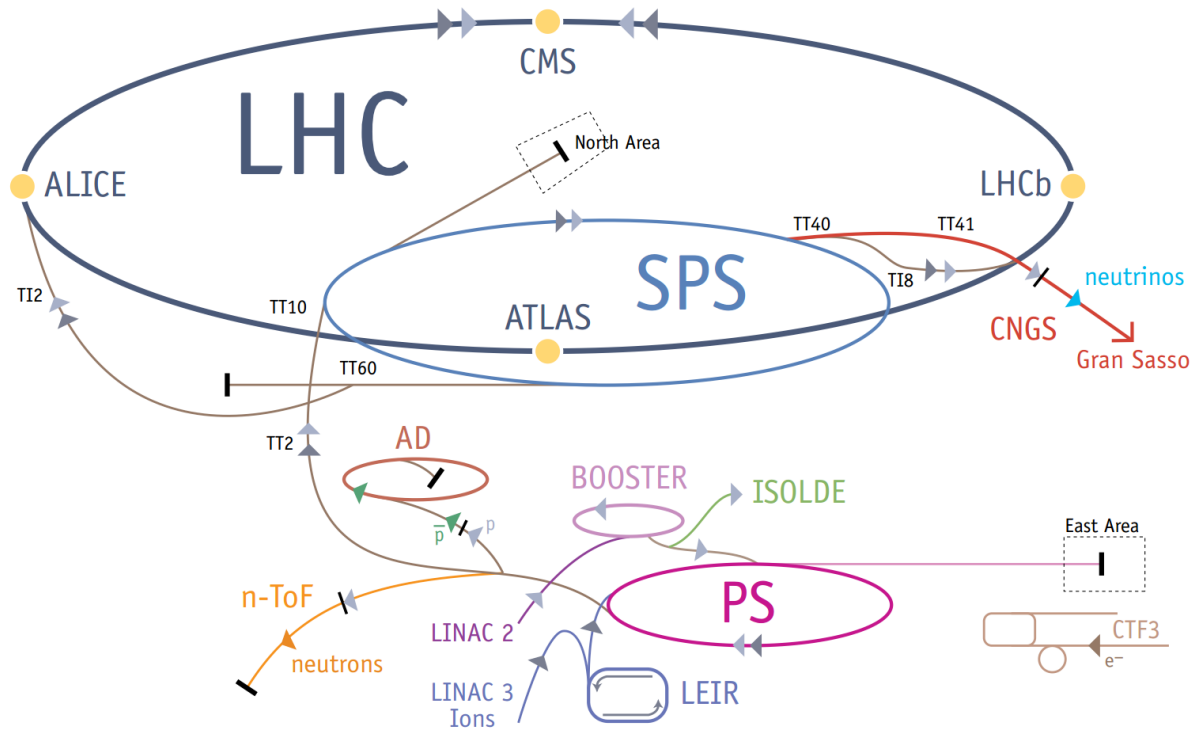 CMS
LHC
North Area
ALICE
LHCb
TT40
TT41
SPS
TI8
neutrinos
TI2
TT10
ATLAS
CNGS
Gran Sasso
TT60
TT2
AD
BOOSTER
ISOLDE
p̅
p
East Area
n-ToF
PS
LINAC 2
CTF3
neutrons
e⁻
LINAC 3
Ions
LEIR